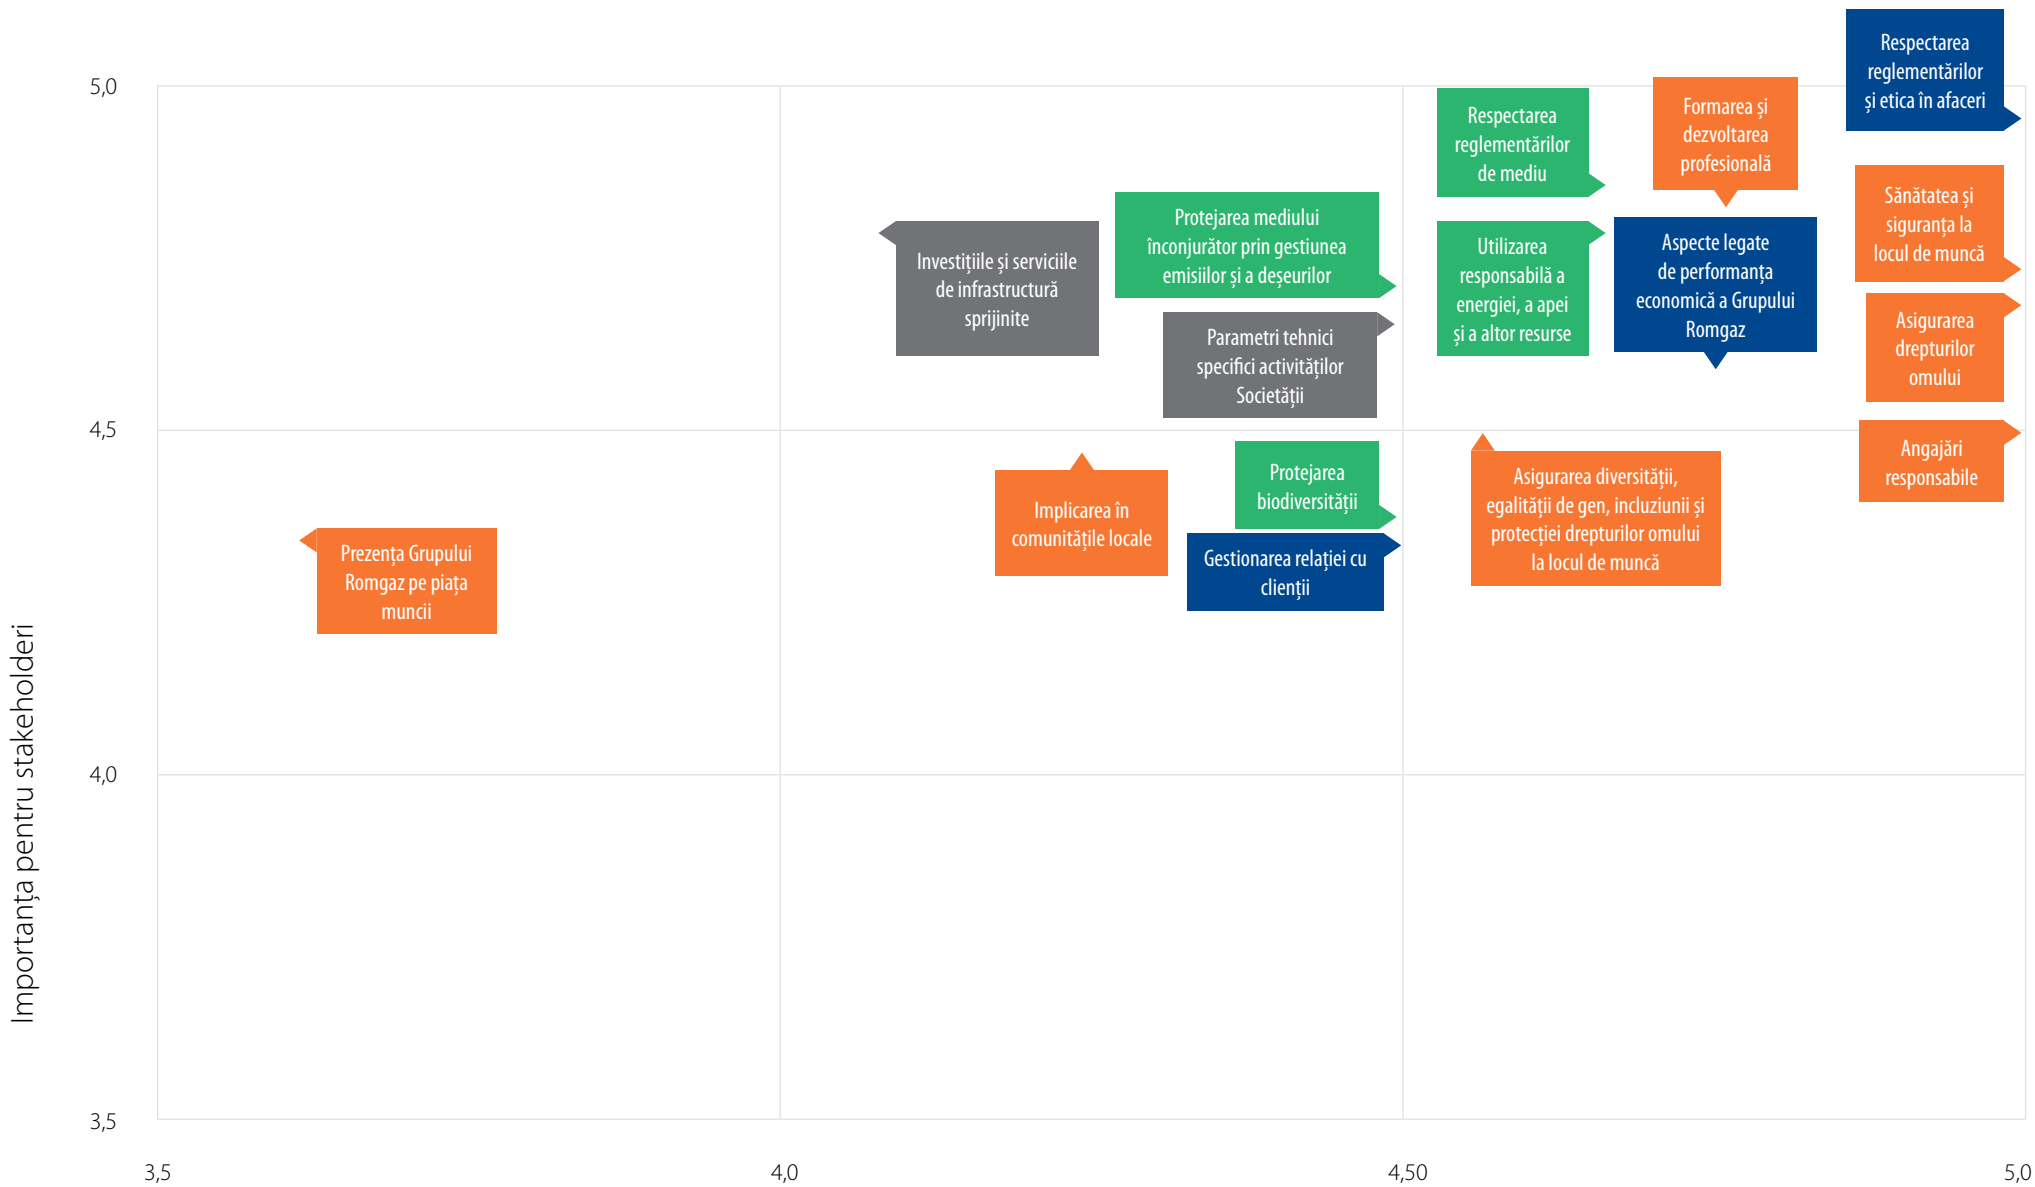 Importanța pentru stakeholderi
5,0
4,5
4,0
3,5
3,5
4,0
4,50
5,0
Respectarea
reglementărilor
și etica în afaceri
Formarea și
dezvoltarea
profesională
Respectarea
reglementărilor
de mediu
Sănătatea și
siguranța la
locul de muncă
Protejarea mediului
înconjurător prin gestiunea
emisiilor și a deșeurilor
Investițiile și serviciile
de infrastructură
sprijinite
Utilizarea
responsabilă a
energiei, a apei
și a altor resurse
Aspecte legate
de performanța
economică a Grupului
Romgaz
Parametri tehnici
specifici activităților
Societății
Asigurarea
drepturilor
omului
Angajări
responsabile
Protejarea
biodiversității
Implicarea în
comunitățile locale
Asigurarea diversității,
egalității de gen, incluziunii și
protecției drepturilor omului
la locul de muncă
Gestionarea relației cu
clienții
Prezența Grupului
Romgaz pe piața
muncii